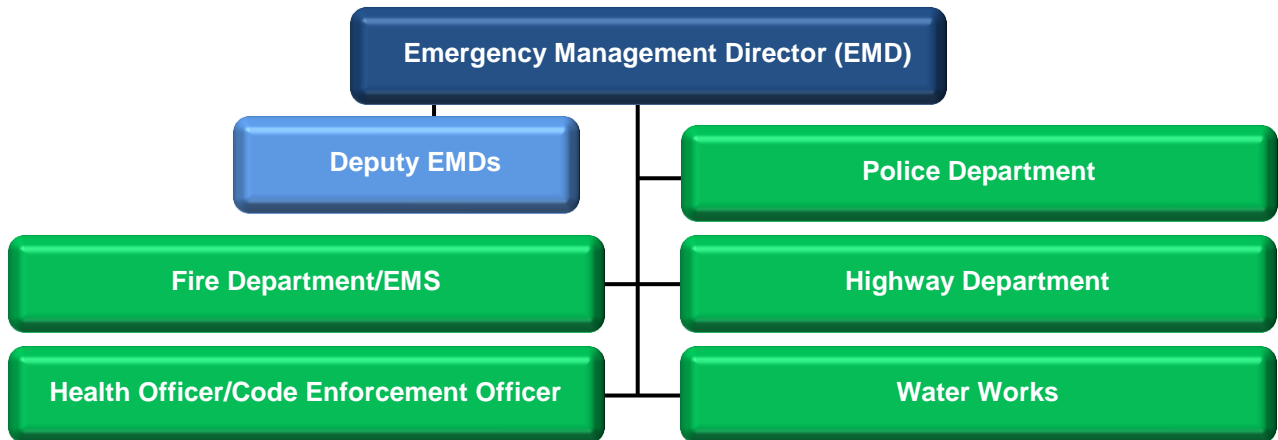 Emergency Management Director (EMD)
Deputy EMDs
Police Department
Fire Department/EMS
Highway Department
Health Officer/Code Enforcement Officer
Water Works